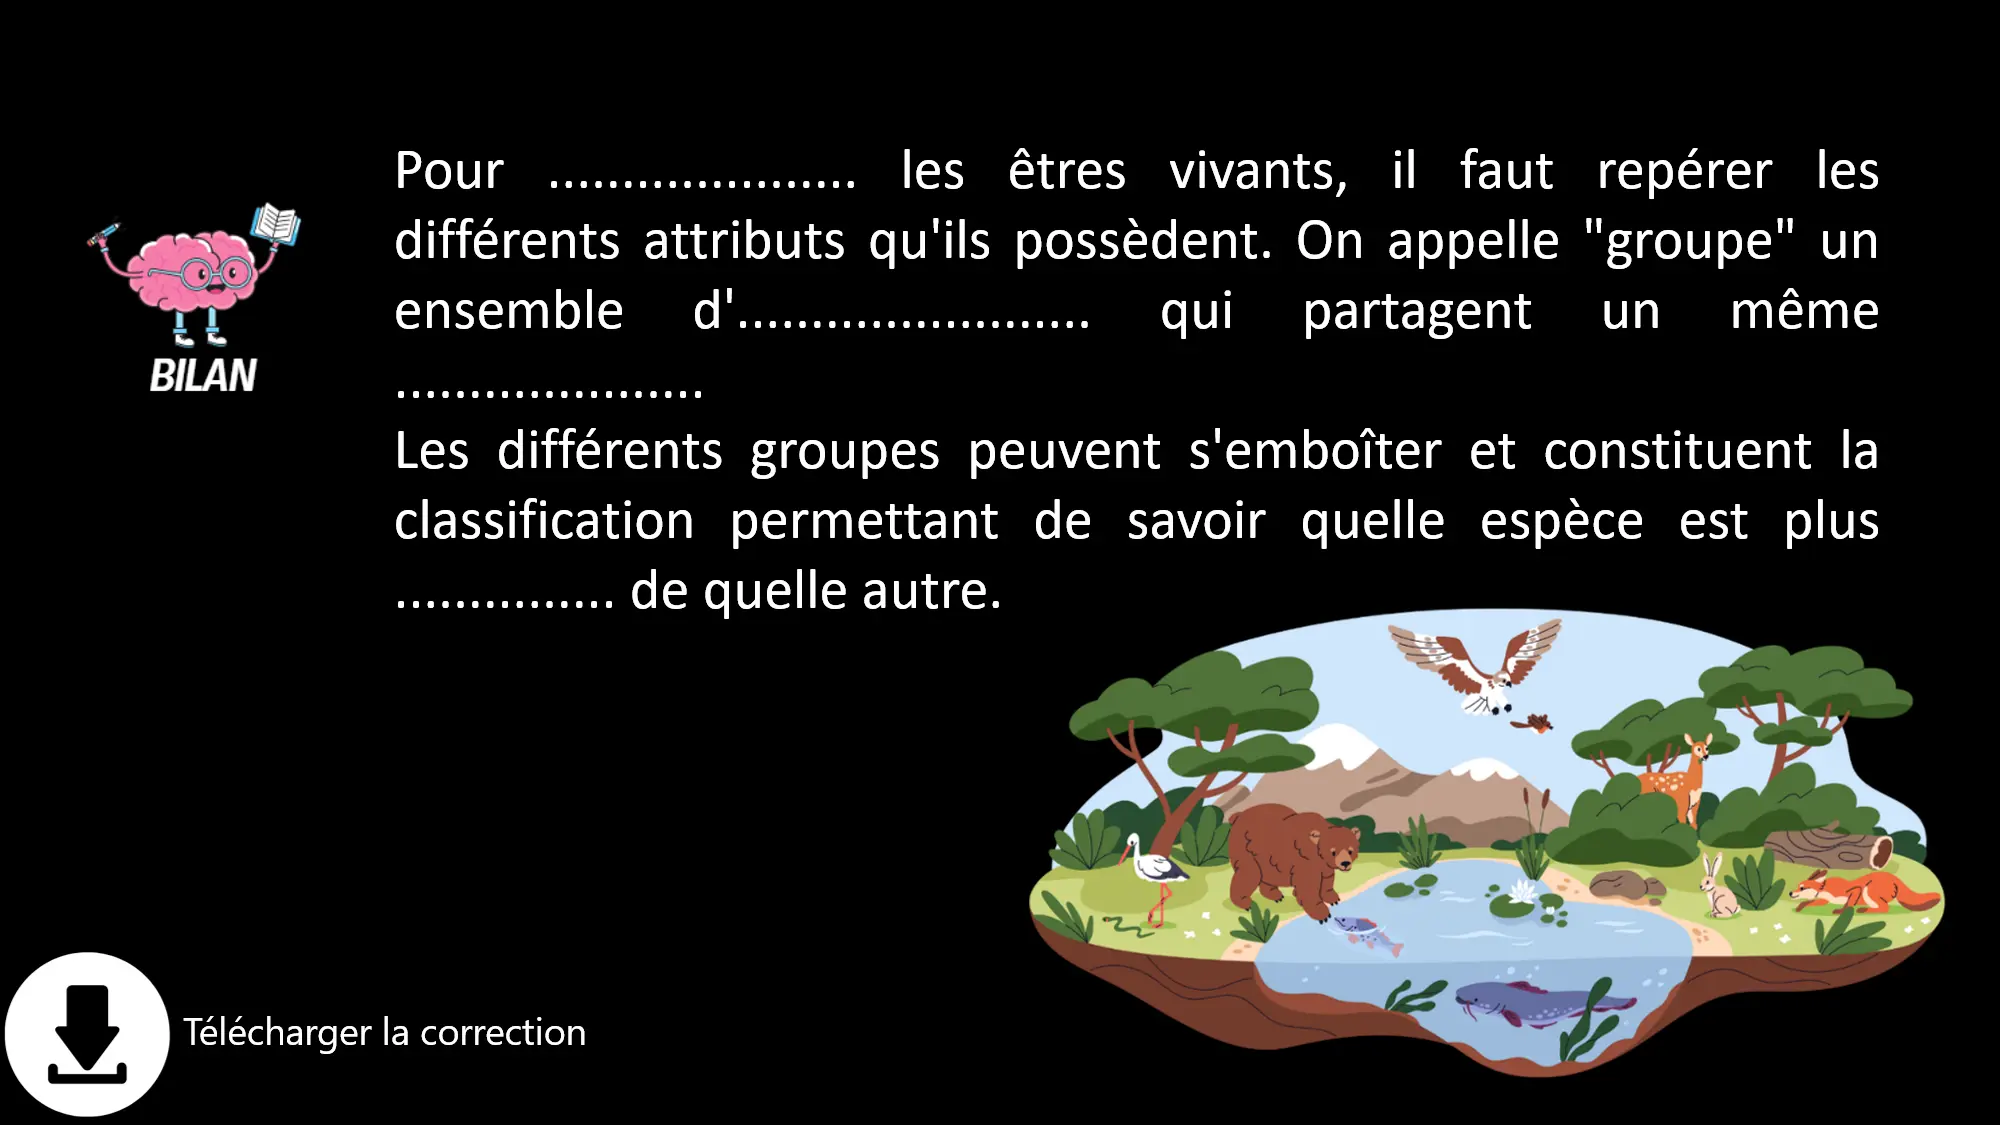 Pour ..................... les êtres vivants, il faut repérer les
différents attributs qu'ils possèdent. On appelle "groupe" un
ensemble d'........................ qui partagent un même
.....................
Les différents groupes peuvent s'emboîter et constituent la
classification permettant de savoir quelle espèce est plus
............... de quelle autre.
BILAN
Télécharger la correction